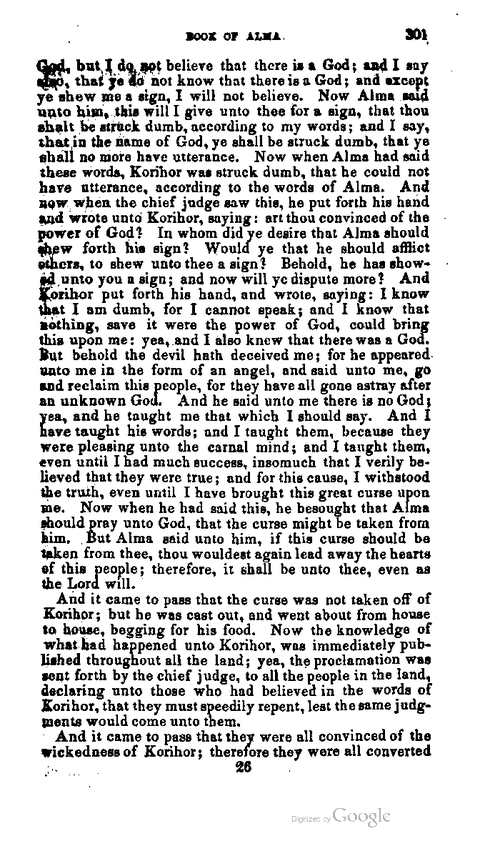 BOOK OF ALMA. 301
God, but I do not believe that there is a God; and I say
also, that ye do not know that there is a God; and except
ye shew me a sign, I will not believe. Now Alma said
unto him, this will I give unto thee for a sign, that thou
shalt be struck dumb, according to my words; and I say,
that in the name of God, ye shall be struck dumb, that ye
shall no more have utterance. Now when Alma had said
these words, Korihor was struck dumb, that he could not
have utterance, according to the words of Alma. And
now when the chief judge saw this, he put forth his hand
and wrote unto Korihor, saying: art thou convinced of the
power of God? In whom did ye desire that Alma should
shew forth his sign? Would ye that he should afflict
others, to shew unto thee a sign? Behold, he has show-
ed unto you a sign; and now will ye dispute more? And
Korihor put forth his hand, and wrote, saying: I know
that I am dumb, for I cannot speak; and I know that
nothing, save it were the power of God, could bring
this upon me: yea, and I also knew that there was a God.
But behold the devil hath deceived me; for he appeared
unto me in the form of an angel, and said unto me, go
and reclaim this people, for they have all gone astray after
an unknown God. And he said unto me there is no God;
yea, and he taught me that which I should say. And I
have taught his words; and I taught them, because they
were pleasing unto the carnal mind; and I taught them,
even until I had much success, insomuch that I verily be-
lieved that they were true; and for this cause, I withstood
the truth, even until I have brought this great curse upon
me. Now when he had said this, he besought that Alma
should pray unto God, that the curse might be taken from
him. But Alma said unto him, if this curse should be
taken from thee, thou wouldest again lead away the hearts
of this people; therefore, it shall be unto thee, even as
the Lord will.
And it came to pass that the curse was not taken off of
Korihor; but he was cast out, and went about from house
to house, begging for his food. Now the knowledge of
what had happened unto Korihor, was immediately pub-
lished throughout all the land; yea, the proclamation was
sent forth by the chief judge, to all the people in the land,
declaring unto those who had believed in the words of
Korihor, that they must speedily repent, lest the same judg-
ments would come unto them.
And it came to pass that they were all convinced of the
wickedness of Korihor; therefore they were all converted
26
Digitized by Google